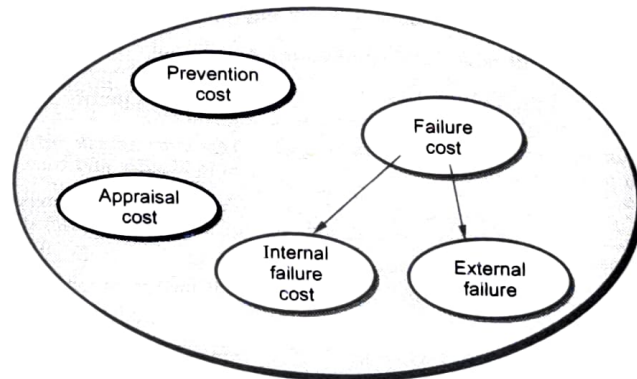 Prevention
cost
Failure
cost
Appraisal
cost
Internal
failure
cost
External
failure